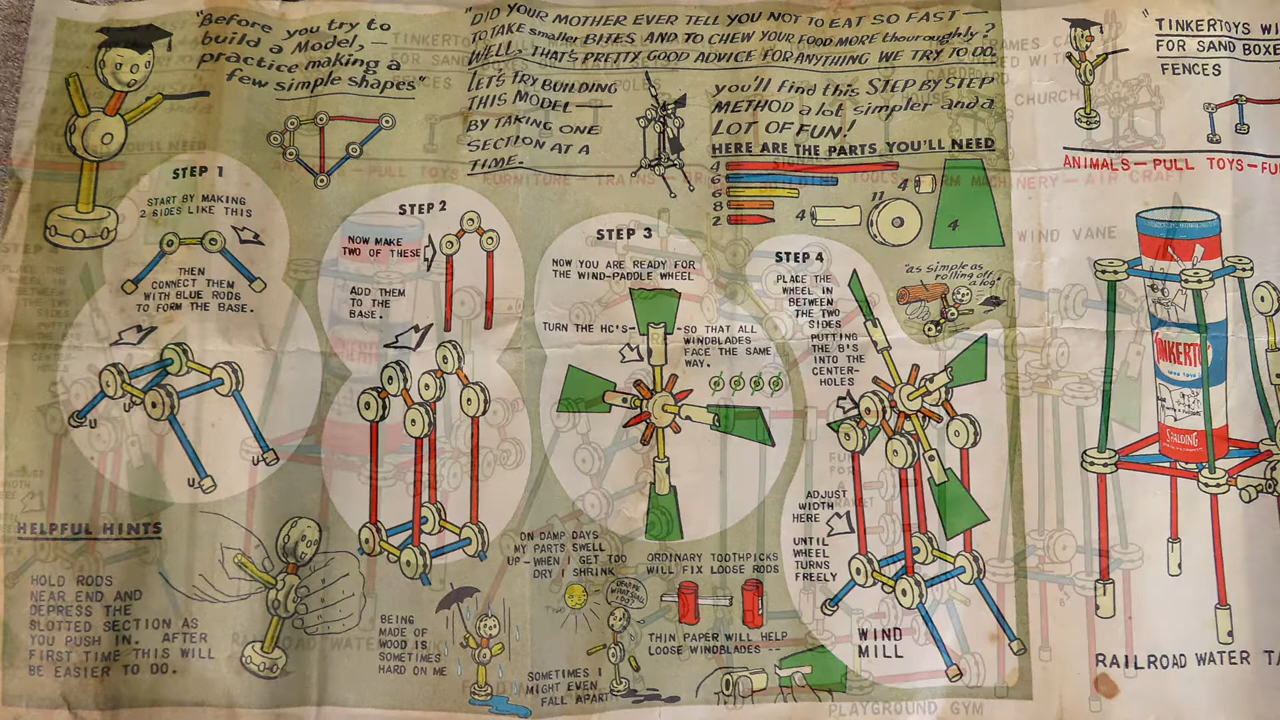 "Before you try to
build a Model,—
practice making a
few simple shapes"
"DID YOUR MOTHER EVER TELL YOU NOT TO EAT SO FAST—
TO TAKE smaller BITES AND TO CHEW YOUR FOOD MORE thouroughly?
WELL, THAT'S PRETTY GOOD ADVICE FOR ANYTHING WE TRY TO DO.
LET'S TRY BUILDING
THIS MODEL—
BY TAKING ONE
SECTION AT A
TIME.
you'll find this STEP BY STEP
METHOD a lot simpler and a
LOT OF FUN!
HERE ARE THE PARTS YOU'LL NEED
4
6
6
8
2
4
11
4
4
"TINKERTOYS WI
FOR SAND BOXE
FENCES
ANIMALS—PULL TOYS—FU
STEP 1
START BY MAKING
2 SIDES LIKE THIS
THEN
CONNECT THEM
WITH BLUE RODS
TO FORM THE BASE.
U
U
U
U
STEP 2
NOW MAKE
TWO OF THESE
ADD THEM
TO THE
BASE.
STEP 3
NOW YOU ARE READY FOR
THE WIND-PADDLE WHEEL
TURN THE HC'S—
—SO THAT ALL
WINDBLADES
FACE THE SAME
WAY.
STEP 4
PLACE THE
WHEEL IN
BETWEEN
THE TWO
SIDES
PUTTING
THE B'S
INTO THE
CENTER-
HOLES
"as simple as
rolling off
a log!"
ADJUST
WIDTH
HERE
UNTIL
WHEEL
TURNS
FREELY
WIND
MILL
HELPFUL HINTS
HOLD RODS
NEAR END AND
DEPRESS THE
SLOTTED SECTION AS
YOU PUSH IN. AFTER
FIRST TIME THIS WILL
BE EASIER TO DO.
BEING
MADE OF
WOOD IS
SOMETIMES
HARD ON ME
ON DAMP DAYS
MY PARTS SWELL
UP—WHEN I GET TOO
DRY I SHRINK
SOMETIMES I
MIGHT EVEN
FALL APART
ORDINARY TOOTHPICKS
WILL FIX LOOSE RODS
THIN PAPER WILL HELP
LOOSE WINDBLADES--
SPALDING
RAILROAD WATER TA
WIND VANE
CHURCH
PLAYGROUND GYM